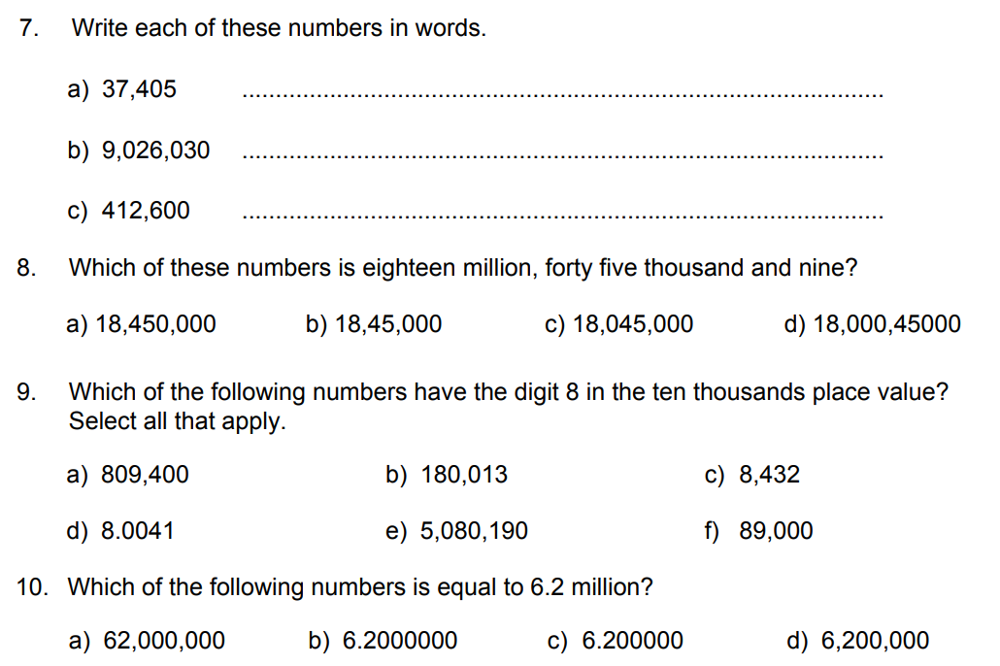 7. Write each of these numbers in words.
a) 37,405 ................................................................................................
b) 9,026,030 ................................................................................................
c) 412,600 ................................................................................................
8. Which of these numbers is eighteen million, forty five thousand and nine?
a) 18,450,000 b) 18,45,000 c) 18,045,000 d) 18,000,45000
9. Which of the following numbers have the digit 8 in the ten thousands place value?
Select all that apply.
a) 809,400 b) 180,013 c) 8,432
d) 8.0041 e) 5,080,190 f) 89,000
10. Which of the following numbers is equal to 6.2 million?
a) 62,000,000 b) 6.2000000 c) 6.200000 d) 6,200,000